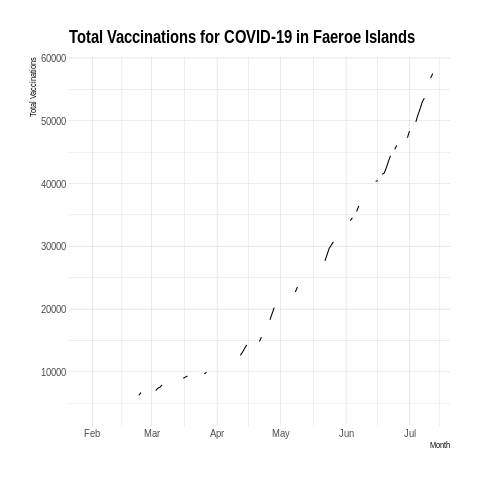 Total Vaccinations for COVID-19 in Faeroe Islands
Total Vaccinations
60000
50000
40000
30000
20000
10000
Feb Mar Apr May Jun Jul
Month